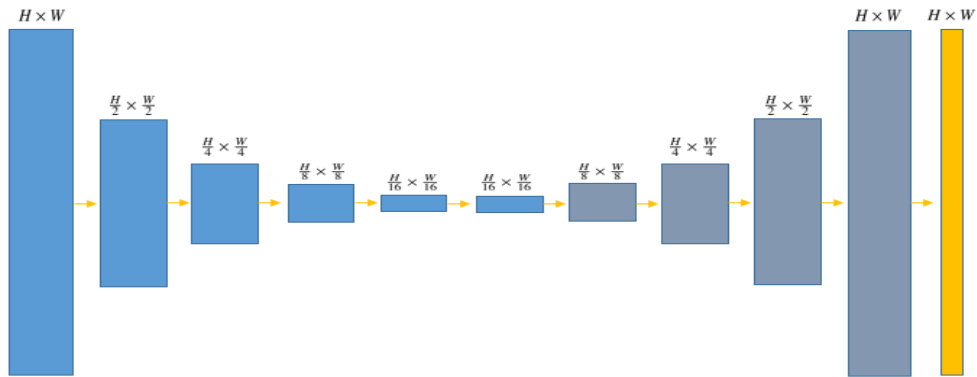 H × W
H/2 × W/2
H/4 × W/4
H/8 × W/8
H/16 × W/16
H/16 × W/16
H/8 × W/8
H/4 × W/4
H/2 × W/2
H × W
H × W